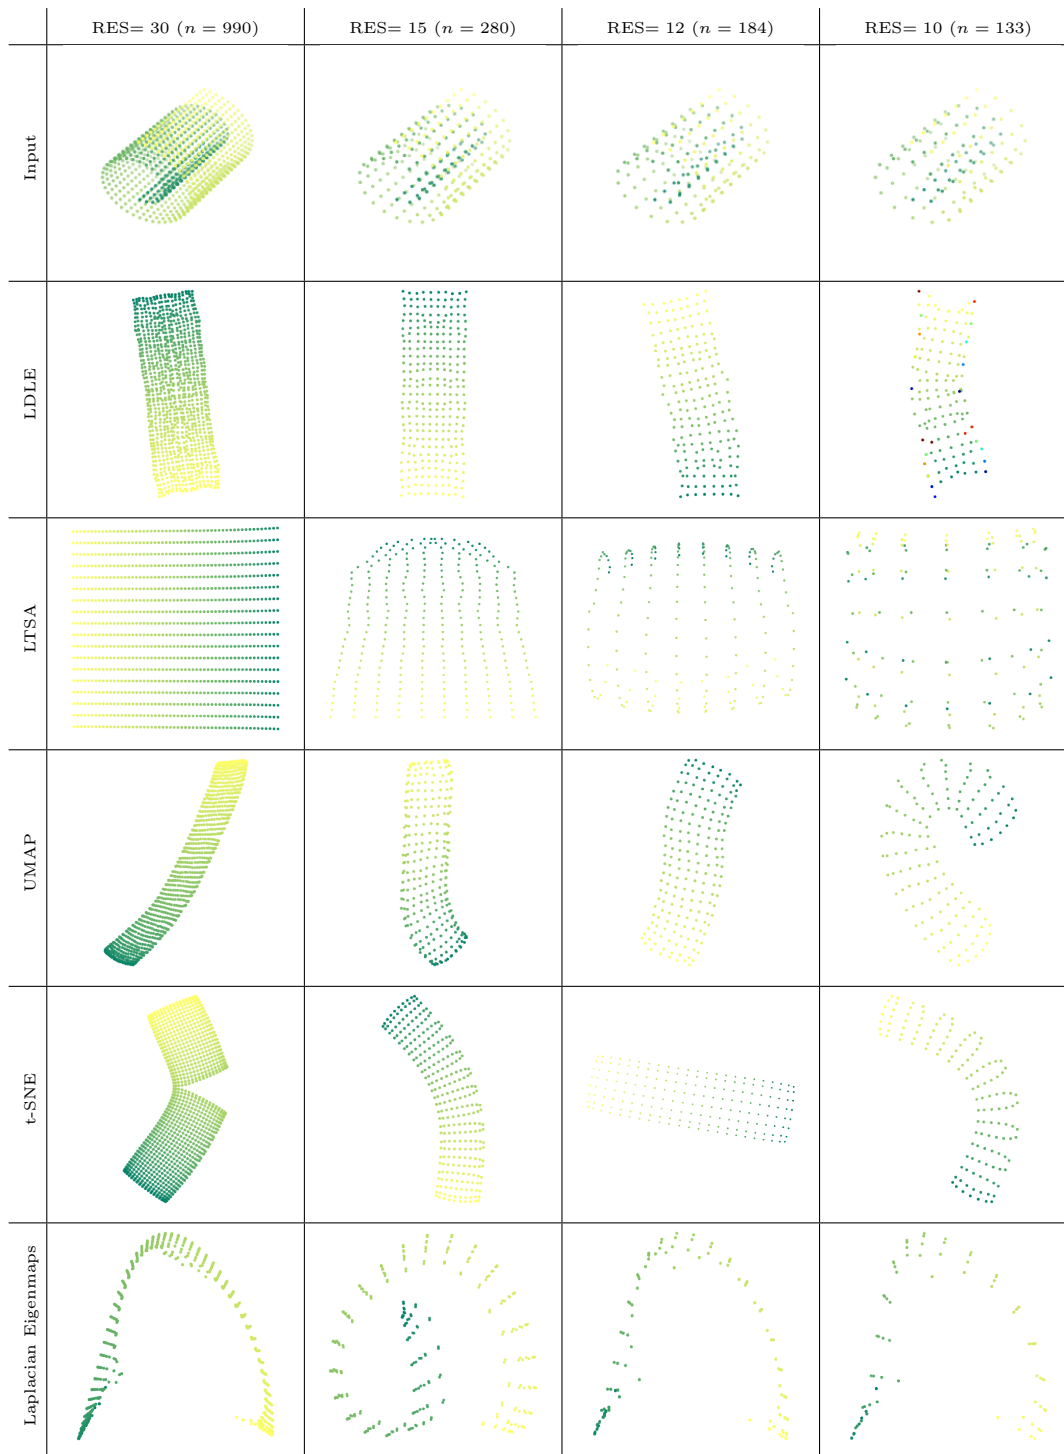 RES= 30 (n = 990)
RES= 15 (n = 280)
RES= 12 (n = 184)
RES= 10 (n = 133)
Input
LDLE
LTSA
UMAP
t-SNE
Laplacian Eigenmaps